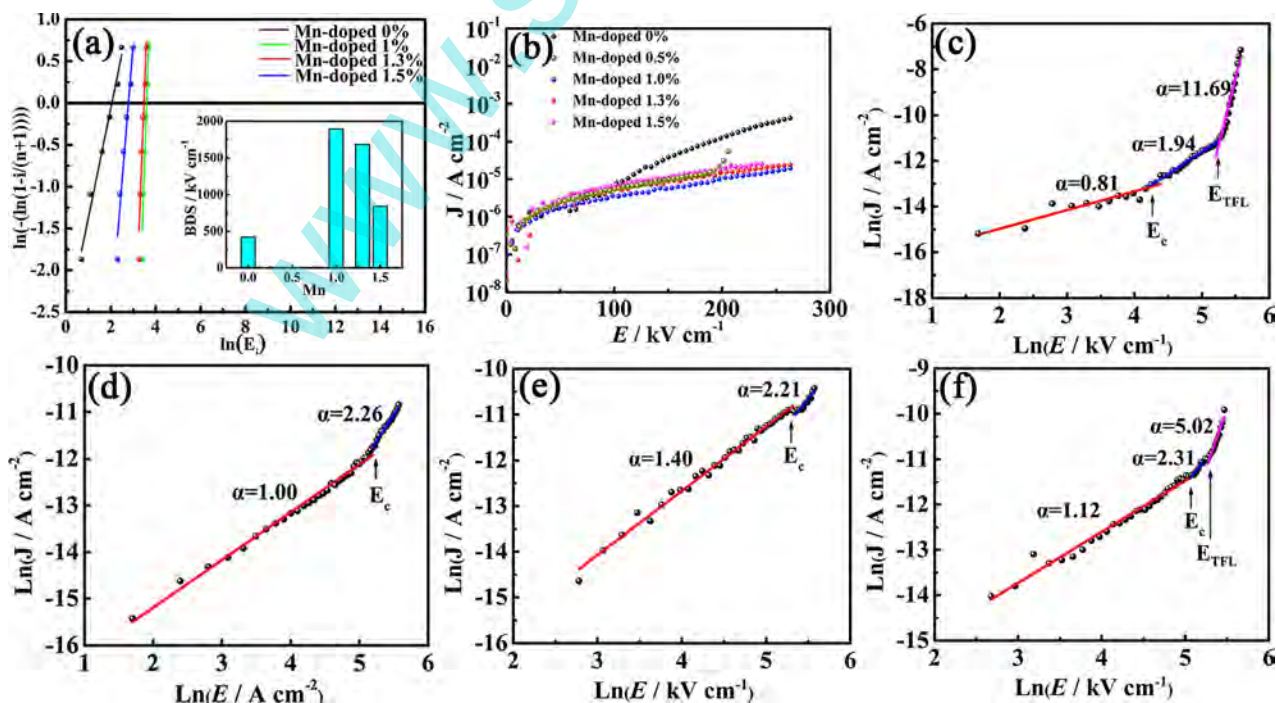 (a)
Mn-doped 0%
Mn-doped 1%
Mn-doped 1.3%
Mn-doped 1.5%
ln(-(ln(1-i/(n+1))))
1.0
0.5
0.0
-0.5
-1.0
-1.5
-2.0
-2.5
0 2 4 6 8 10 12 14 16
ln(Eᵢ)
BDS / kV cm⁻¹
2000
1500
1000
500
0
0.0 0.5 1.0 1.5
Mn
(b)
Mn-doped 0%
Mn-doped 0.5%
Mn-doped 1.0%
Mn-doped 1.3%
Mn-doped 1.5%
J / A cm⁻²
10⁻¹
10⁻²
10⁻³
10⁻⁴
10⁻⁵
10⁻⁶
10⁻⁷
10⁻⁸
0 100 200 300
E / kV cm⁻¹
(c)
α=11.69
α=1.94
α=0.81
E_TFL
E_c
Ln(J / A cm⁻²)
-6
-8
-10
-12
-14
-16
-18
1 2 3 4 5 6
Ln(E / kV cm⁻¹)
(d)
α=2.26
α=1.00
E_c
Ln(J / A cm⁻²)
-10
-11
-12
-13
-14
-15
-16
1 2 3 4 5 6
Ln(E / A cm⁻²)
(e)
α=2.21
α=1.40
E_c
Ln(J / A cm⁻²)
-10
-11
-12
-13
-14
-15
-16
2 3 4 5 6
Ln(E / kV cm⁻¹)
(f)
α=5.02
α=2.31
α=1.12
E_c
E_TFL
Ln(J / A cm⁻²)
-9
-10
-11
-12
-13
-14
-15
2 3 4 5 6
Ln(E / kV cm⁻¹)